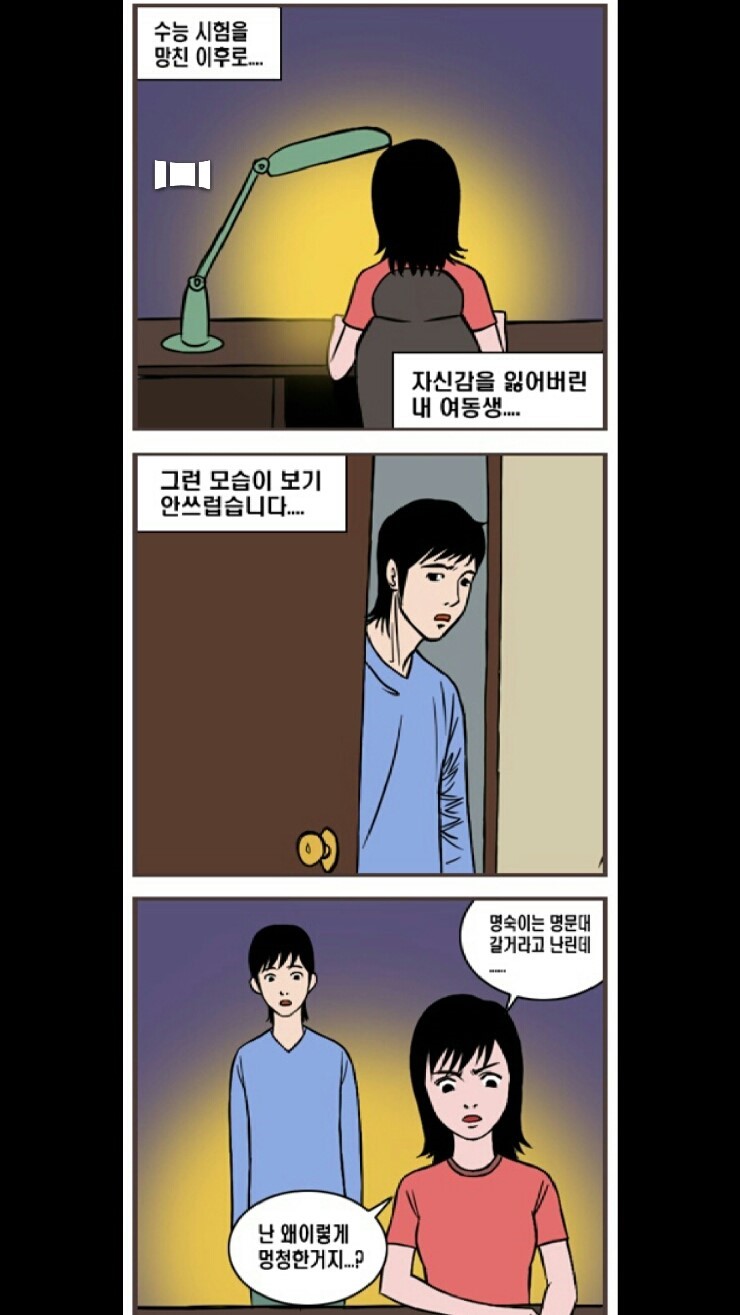 수능 시험을
망친 이후로....
자신감을 잃어버린
내 여동생....
그런 모습이 보기
안쓰럽습니다....
명숙이는 명문대
갈거라고 난린데
......
난 왜이렇게
멍청한거지...?